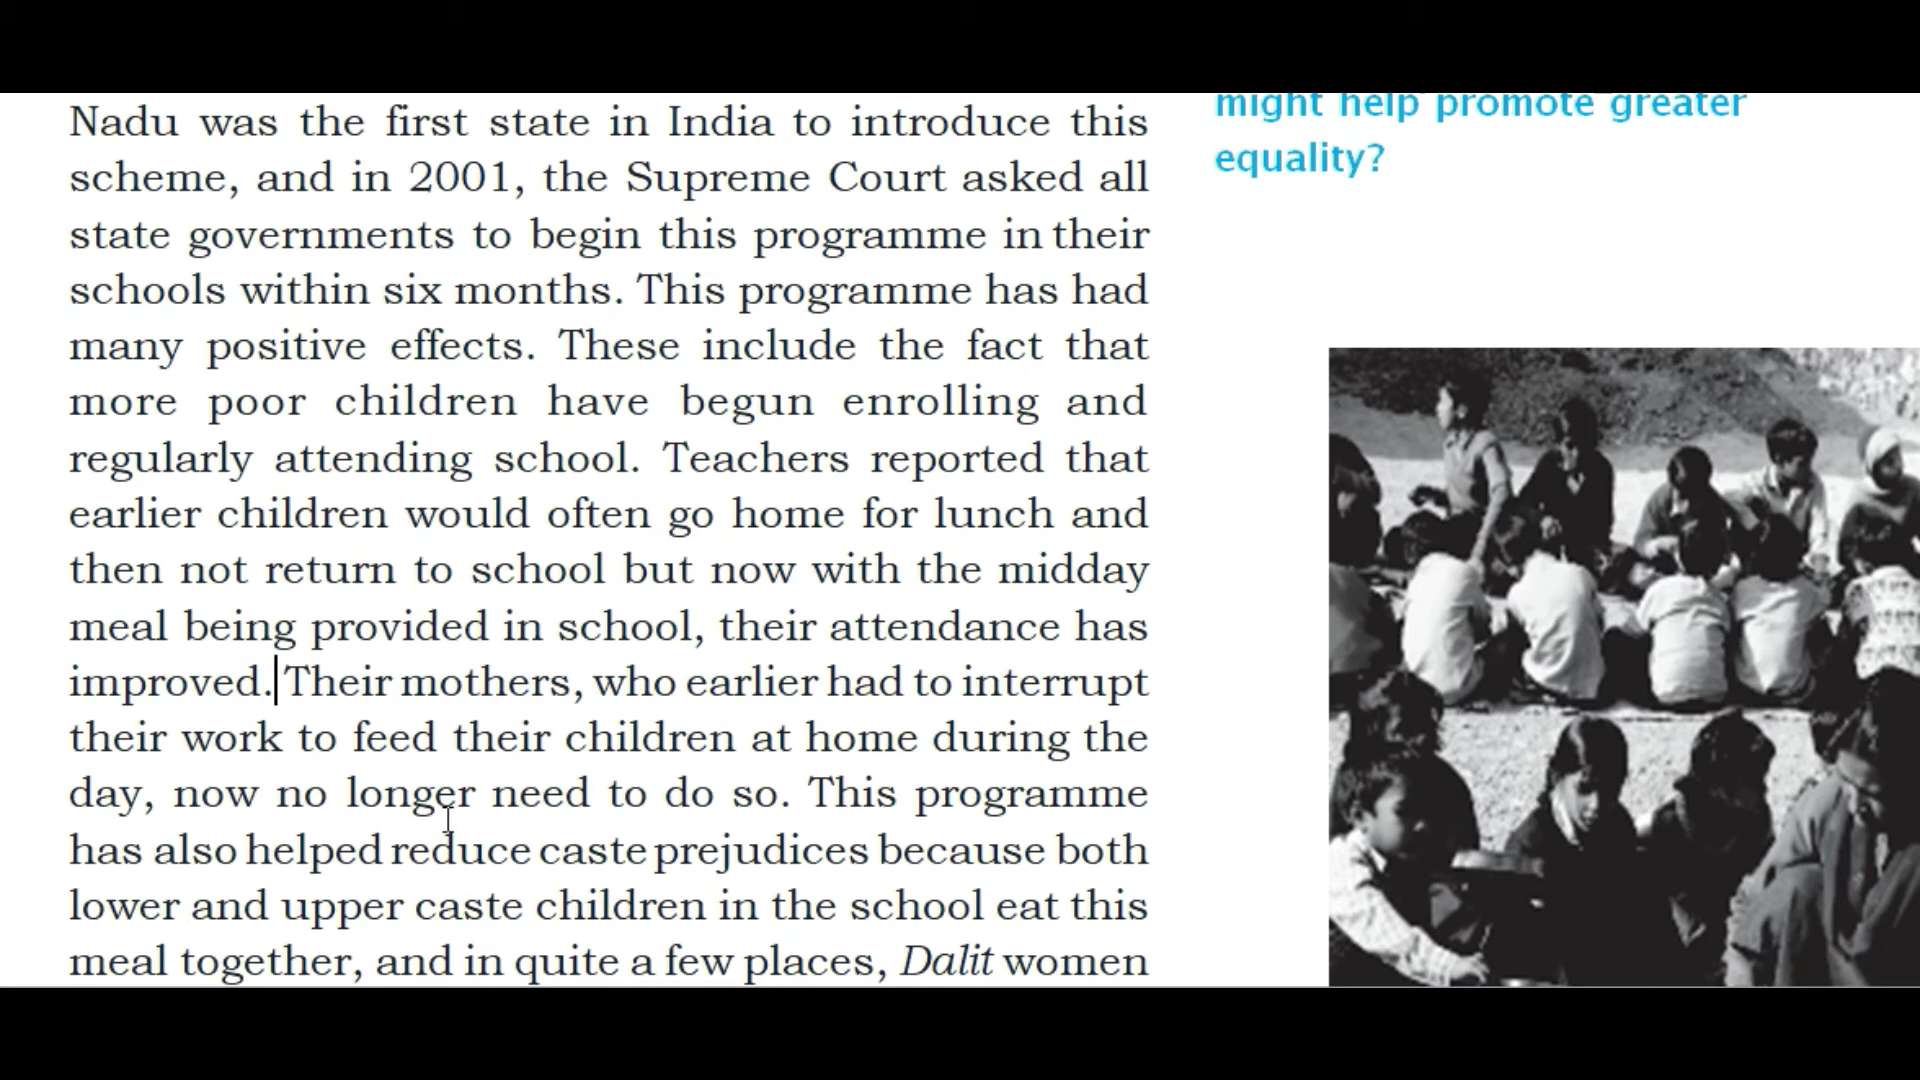 Nadu was the first state in India to introduce this
scheme, and in 2001, the Supreme Court asked all
state governments to begin this programme in their
schools within six months. This programme has had
many positive effects. These include the fact that
more poor children have begun enrolling and
regularly attending school. Teachers reported that
earlier children would often go home for lunch and
then not return to school but now with the midday
meal being provided in school, their attendance has
improved. Their mothers, who earlier had to interrupt
their work to feed their children at home during the
day, now no longer need to do so. This programme
has also helped reduce caste prejudices because both
lower and upper caste children in the school eat this
meal together, and in quite a few places, Dalit women
might help promote greater
equality?